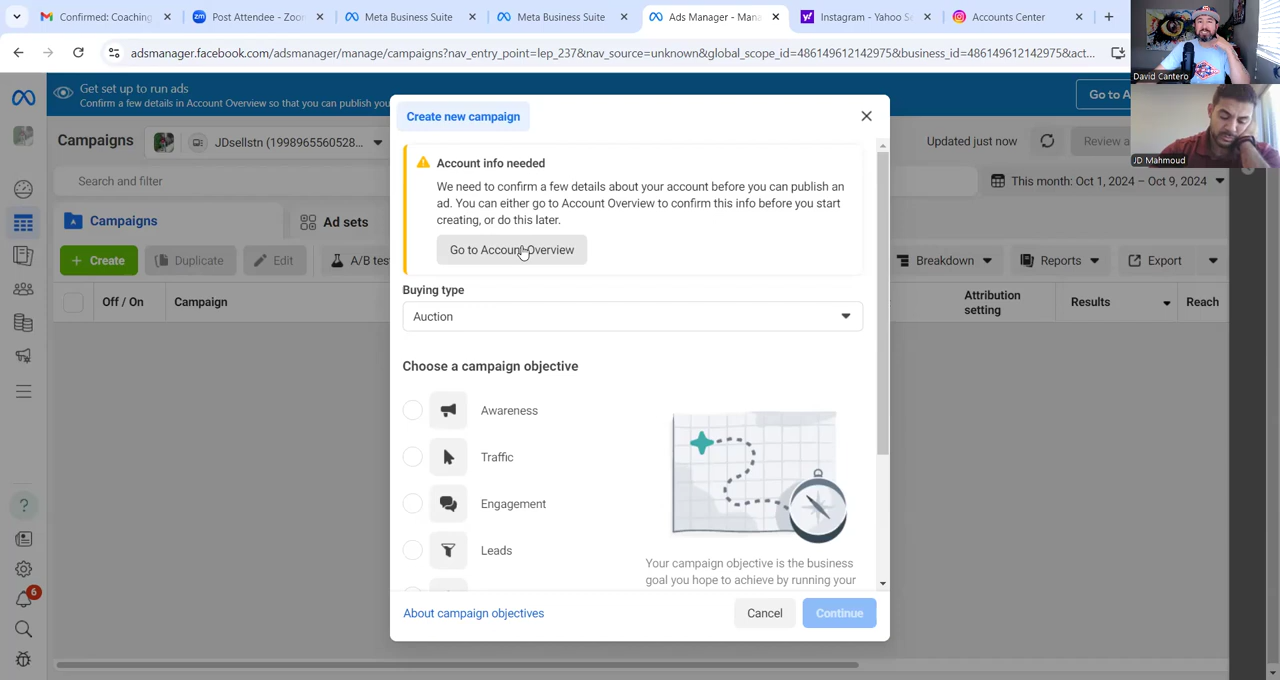 Confirmed: Coaching
Post Attendee - Zoo
Meta Business Suite
Meta Business Suite
Ads Manager - Mana
Instagram - Yahoo Se
Accounts Center
adsmanager.facebook.com/adsmanager/manage/campaigns?nav_entry_point=lep_
nav_source=unknown&global_scope_id=486149612142975&business_id=486149612142975&act...
David Cantero
JD Mahmoud
Get set up to run ads
Confirm a few details in Account Overview so that you can publish you
Go to A
Campaigns
JDsellstn (1998965560528...
Updated just now
Review a
Search and filter
This month: Oct 1, 2024 – Oct 9, 2024
Campaigns
Ad sets
+ Create
Duplicate
Edit
A/B tes
Breakdown
Reports
Export
Off / On
Campaign
Attribution
setting
Results
Reach
6
Create new campaign
Account info needed
We need to confirm a few details about your account before you can publish an
ad. You can either go to Account Overview to confirm this info before you start
creating, or do this later.
Go to Account Overview
Buying type
Auction
Choose a campaign objective
Awareness
Traffic
Engagement
Leads
Your campaign objective is the business
goal you hope to achieve by running your
About campaign objectives
Cancel
Continue